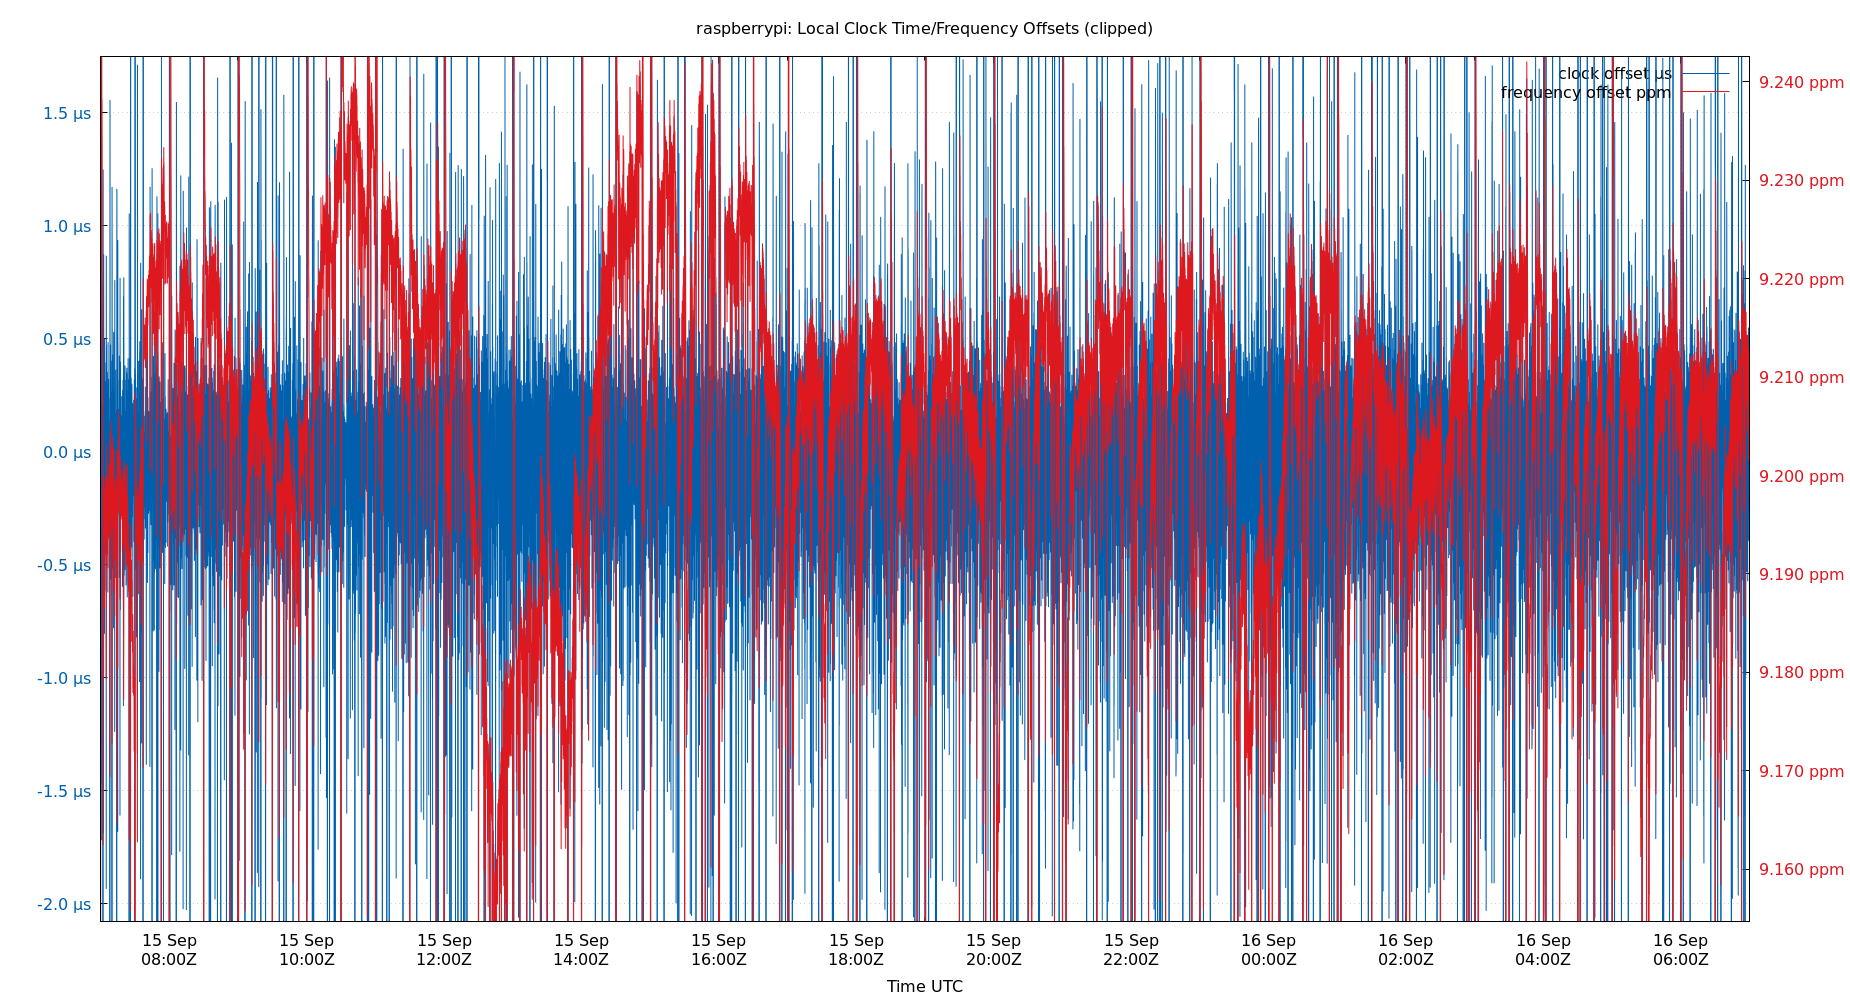 raspberrypi: Local Clock Time/Frequency Offsets (clipped)
clock offset µs
frequency offset ppm
1.5 µs
1.0 µs
0.5 µs
0.0 µs
-0.5 µs
-1.0 µs
-1.5 µs
-2.0 µs
9.240 ppm
9.230 ppm
9.220 ppm
9.210 ppm
9.200 ppm
9.190 ppm
9.180 ppm
9.170 ppm
9.160 ppm
15 Sep 15 Sep 15 Sep 15 Sep 15 Sep 15 Sep 15 Sep 15 Sep 16 Sep 16 Sep 16 Sep 16 Sep
08:00Z 10:00Z 12:00Z 14:00Z 16:00Z 18:00Z 20:00Z 22:00Z 00:00Z 02:00Z 04:00Z 06:00Z
Time UTC